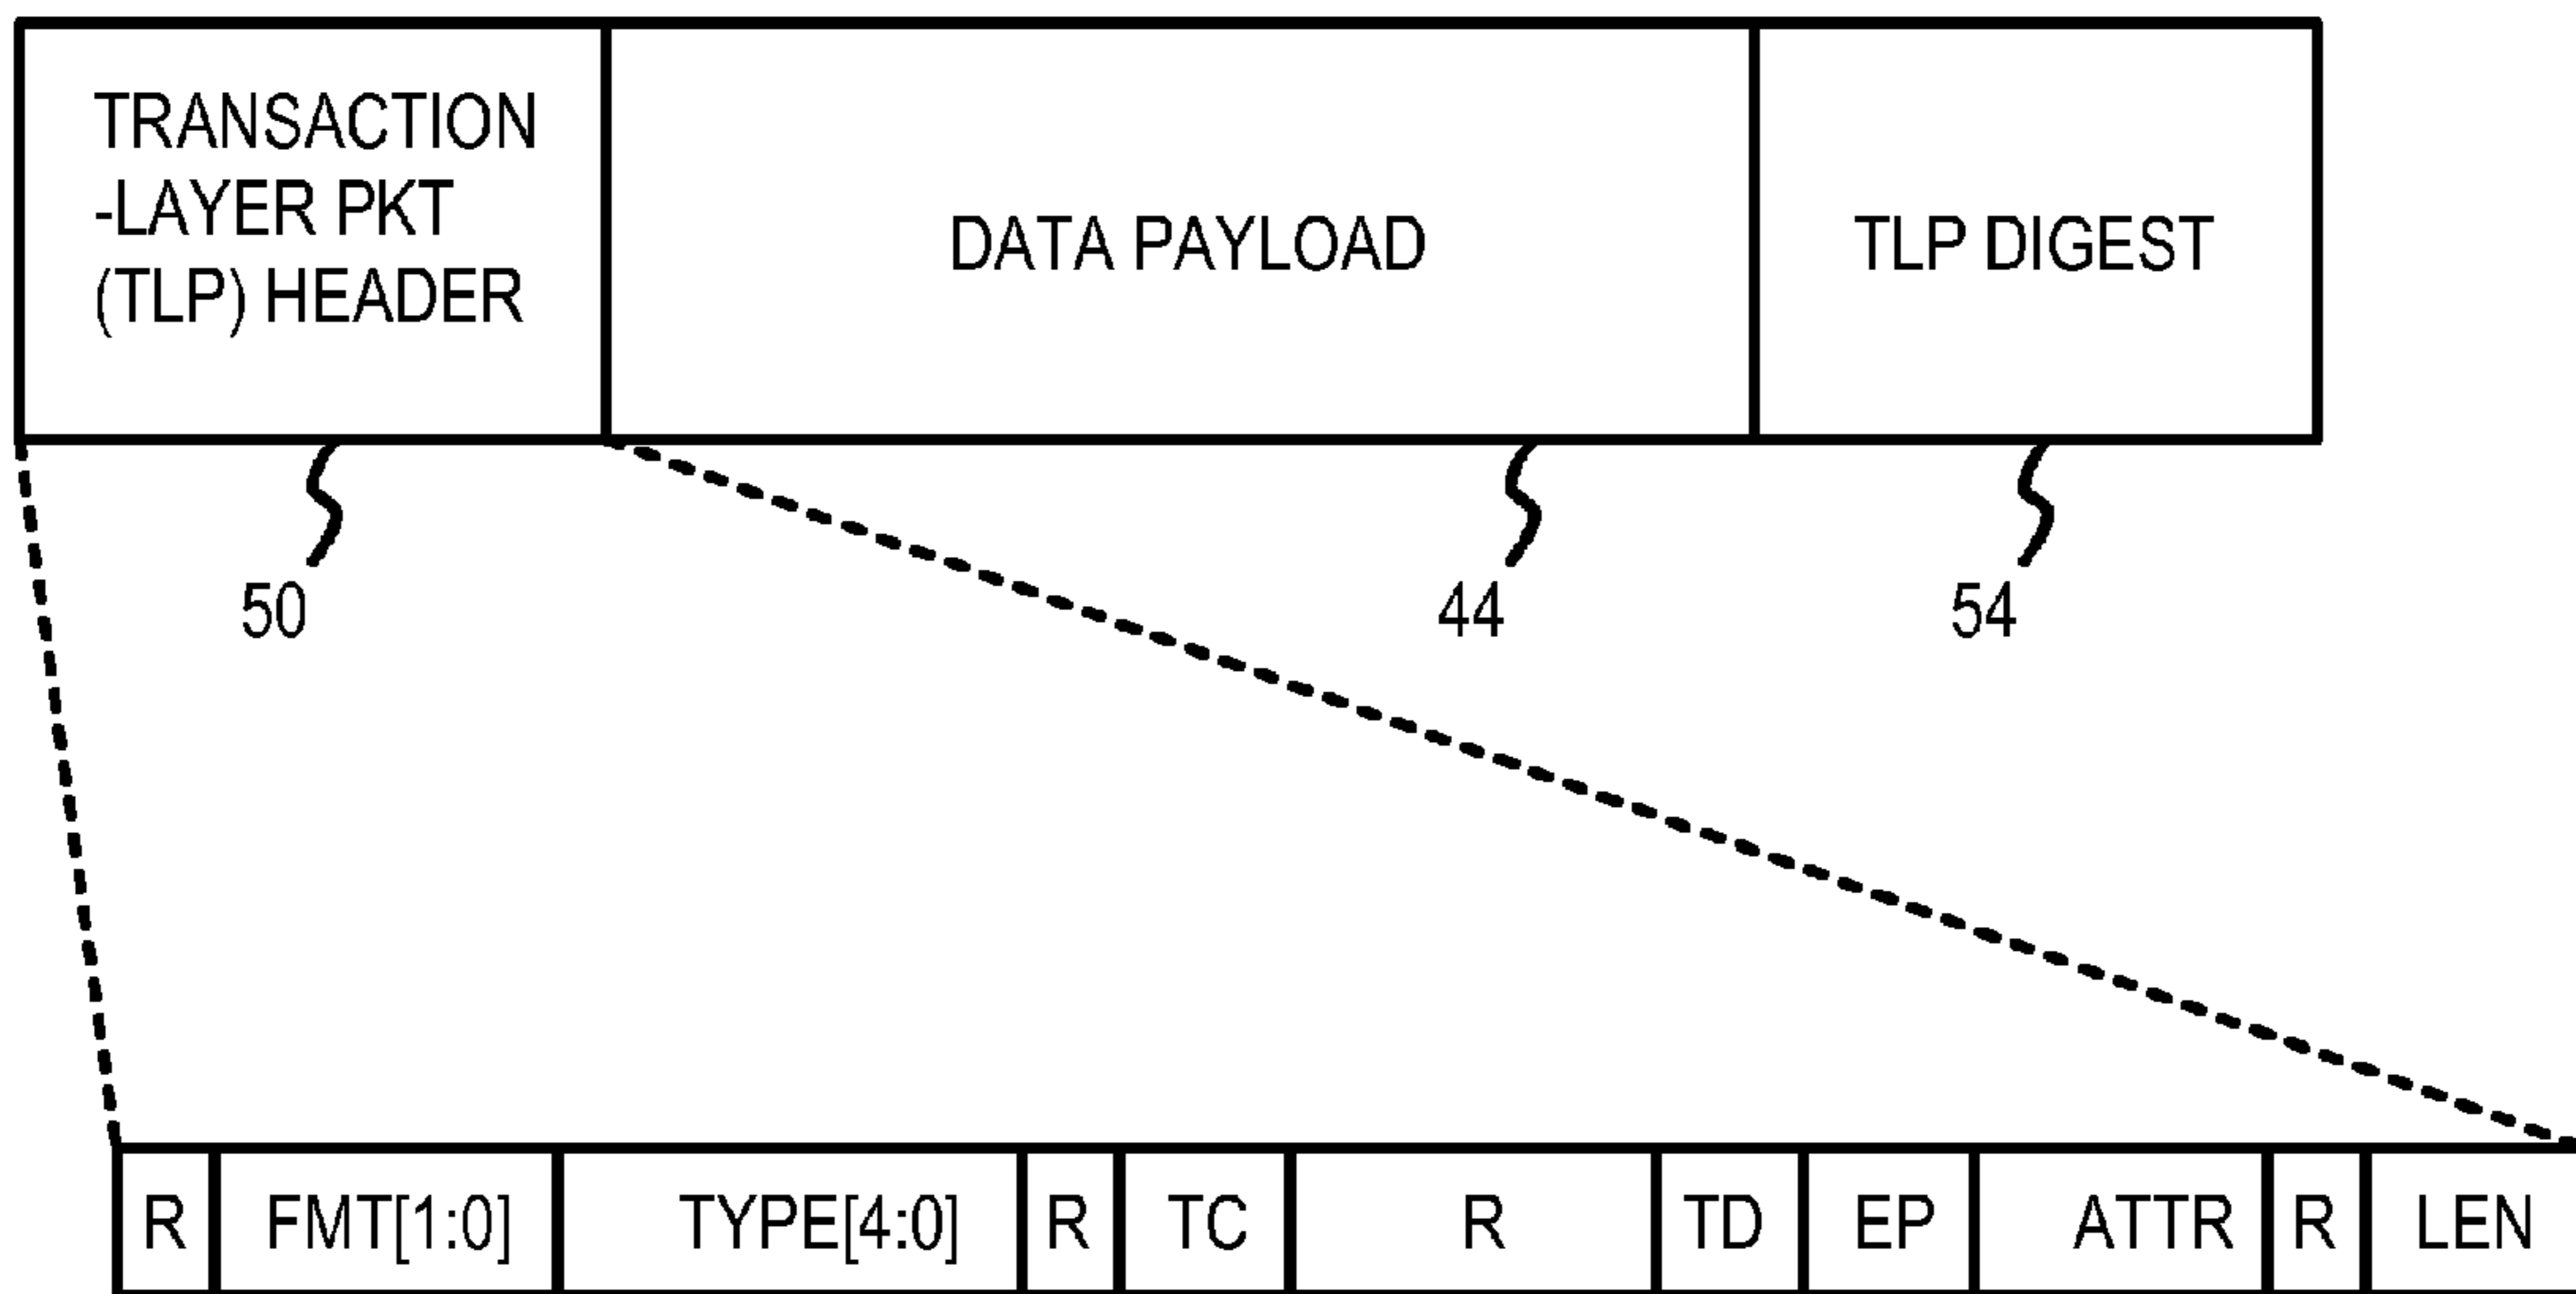 TRANSACTION
-LAYER PKT
(TLP) HEADER
DATA PAYLOAD
TLP DIGEST
50
44
54
R FMT[1:0] TYPE[4:0] R TC R TD EP ATTR R LEN